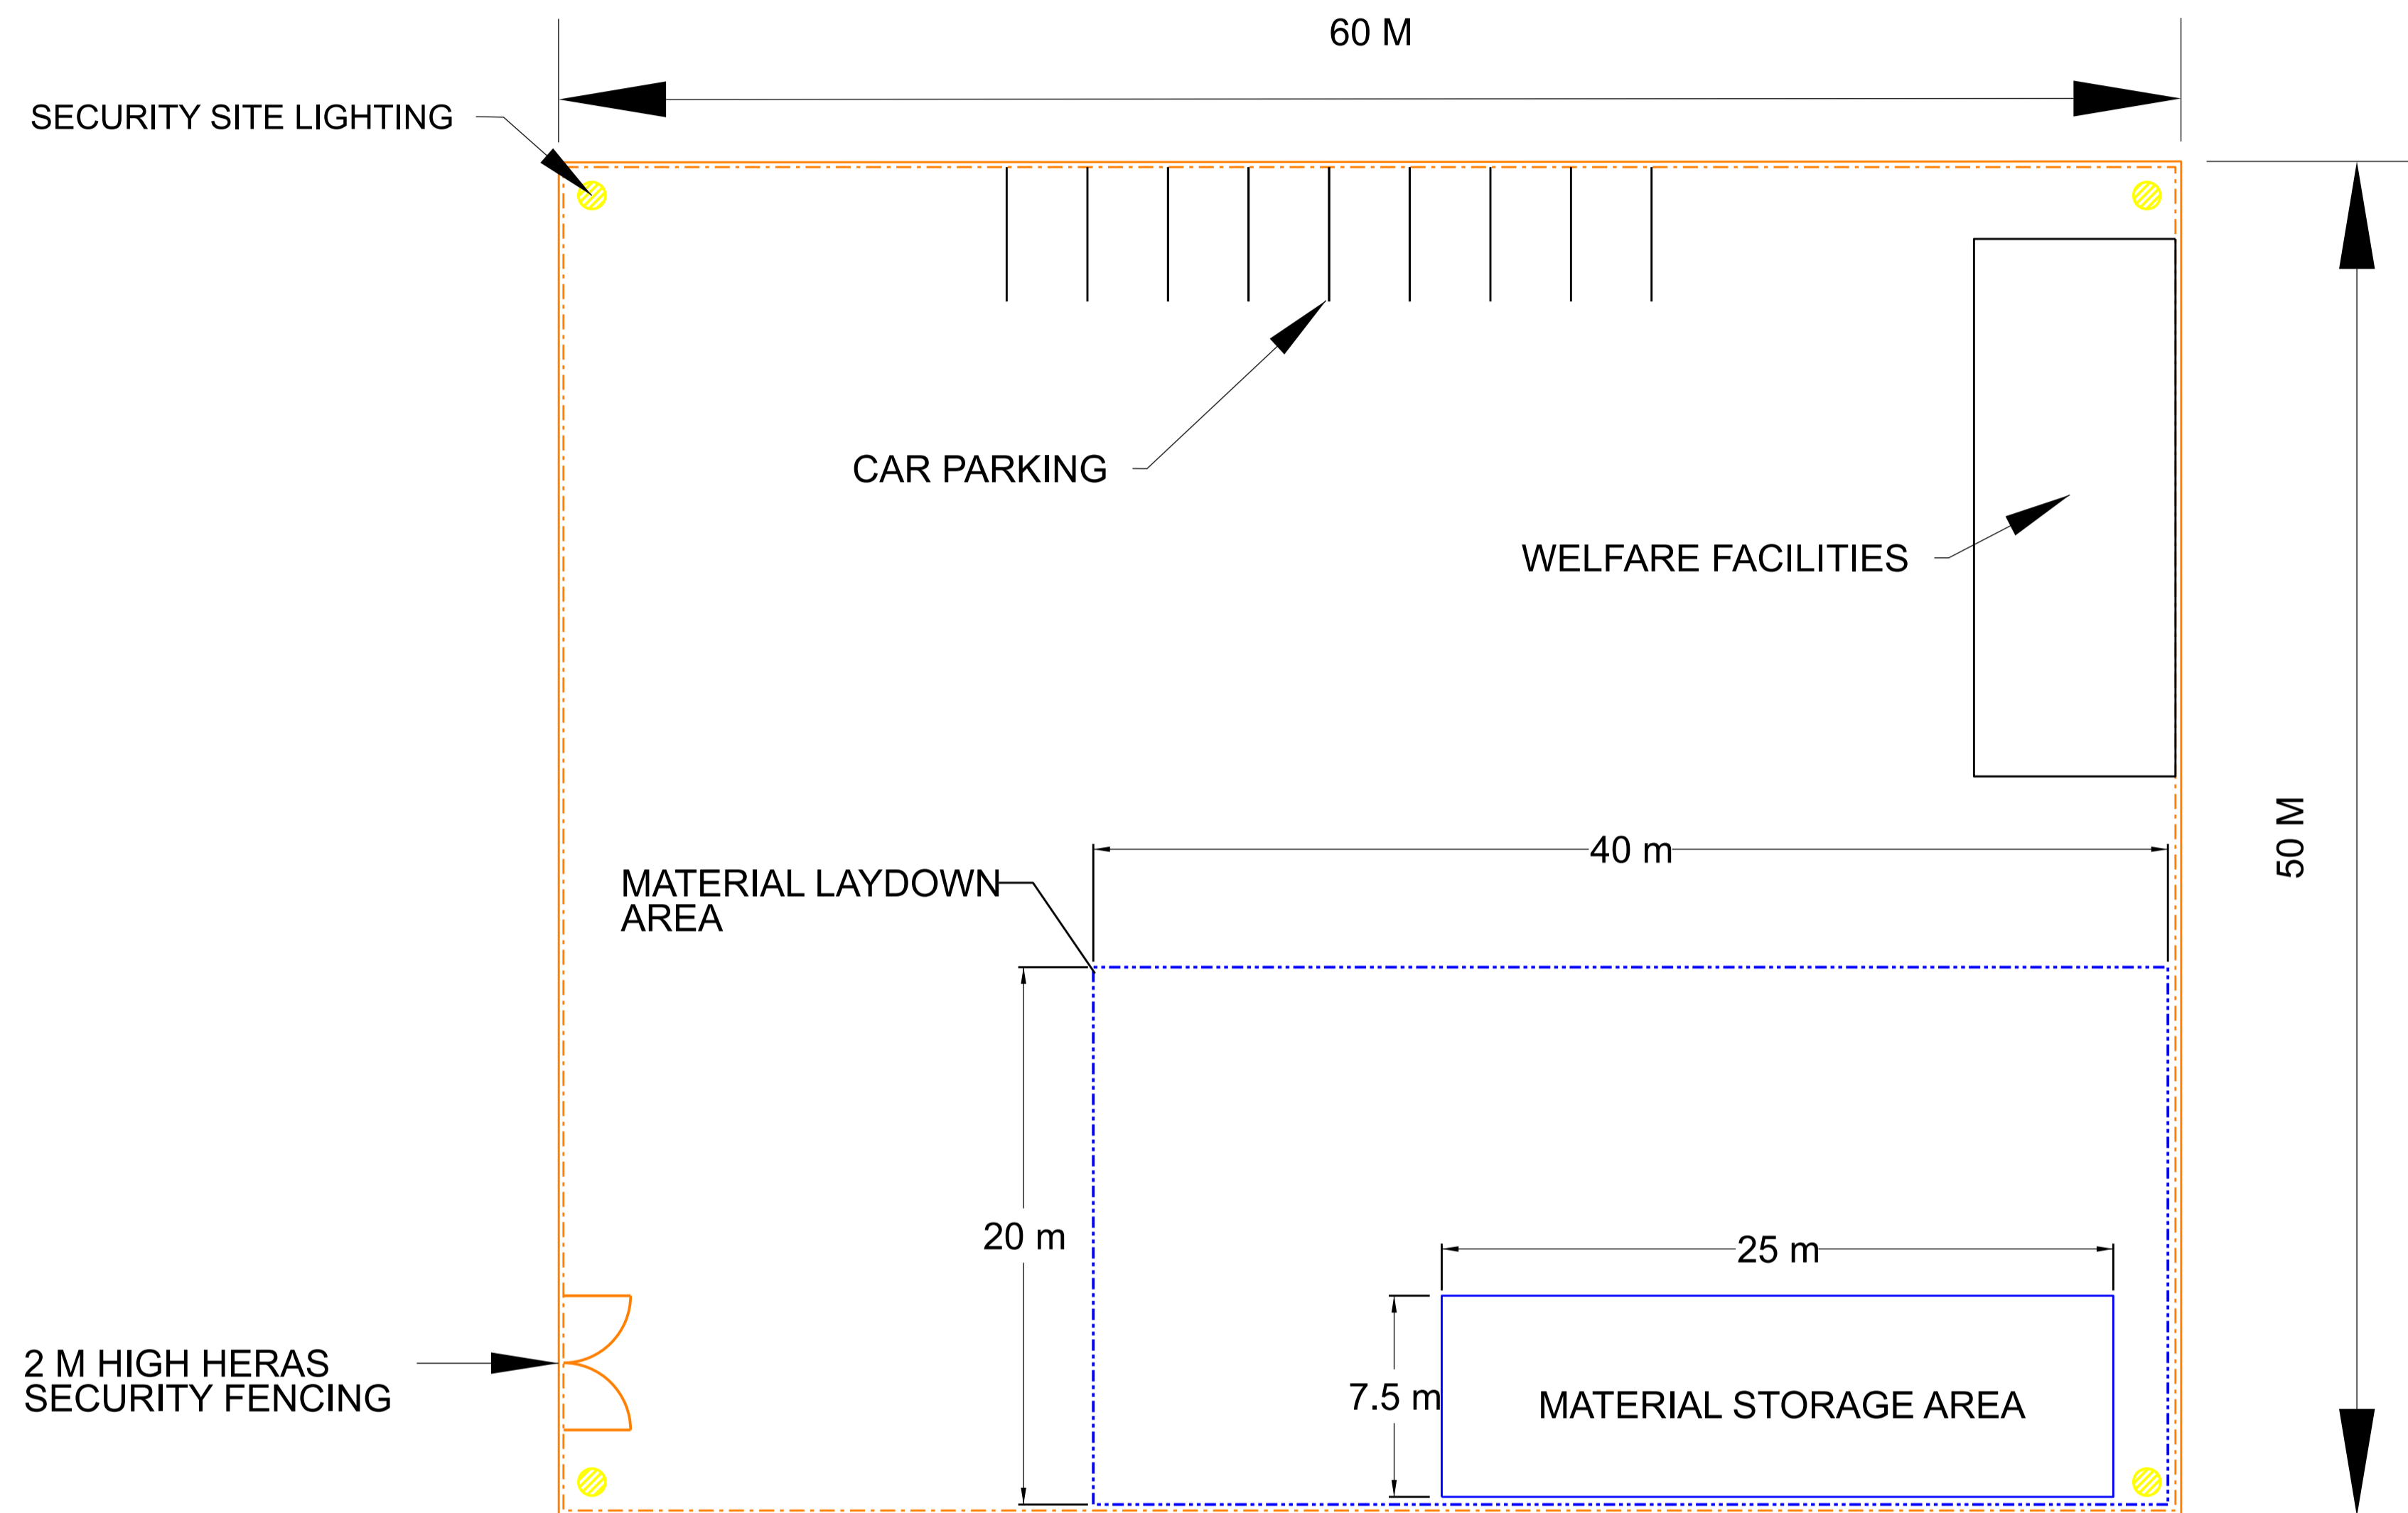 60 M
SECURITY SITE LIGHTING
CAR PARKING
WELFARE FACILITIES
50 M
40 m
MATERIAL LAYDOWN
AREA
20 m
25 m
7.5 m
MATERIAL STORAGE AREA
2 M HIGH HERAS
SECURITY FENCING